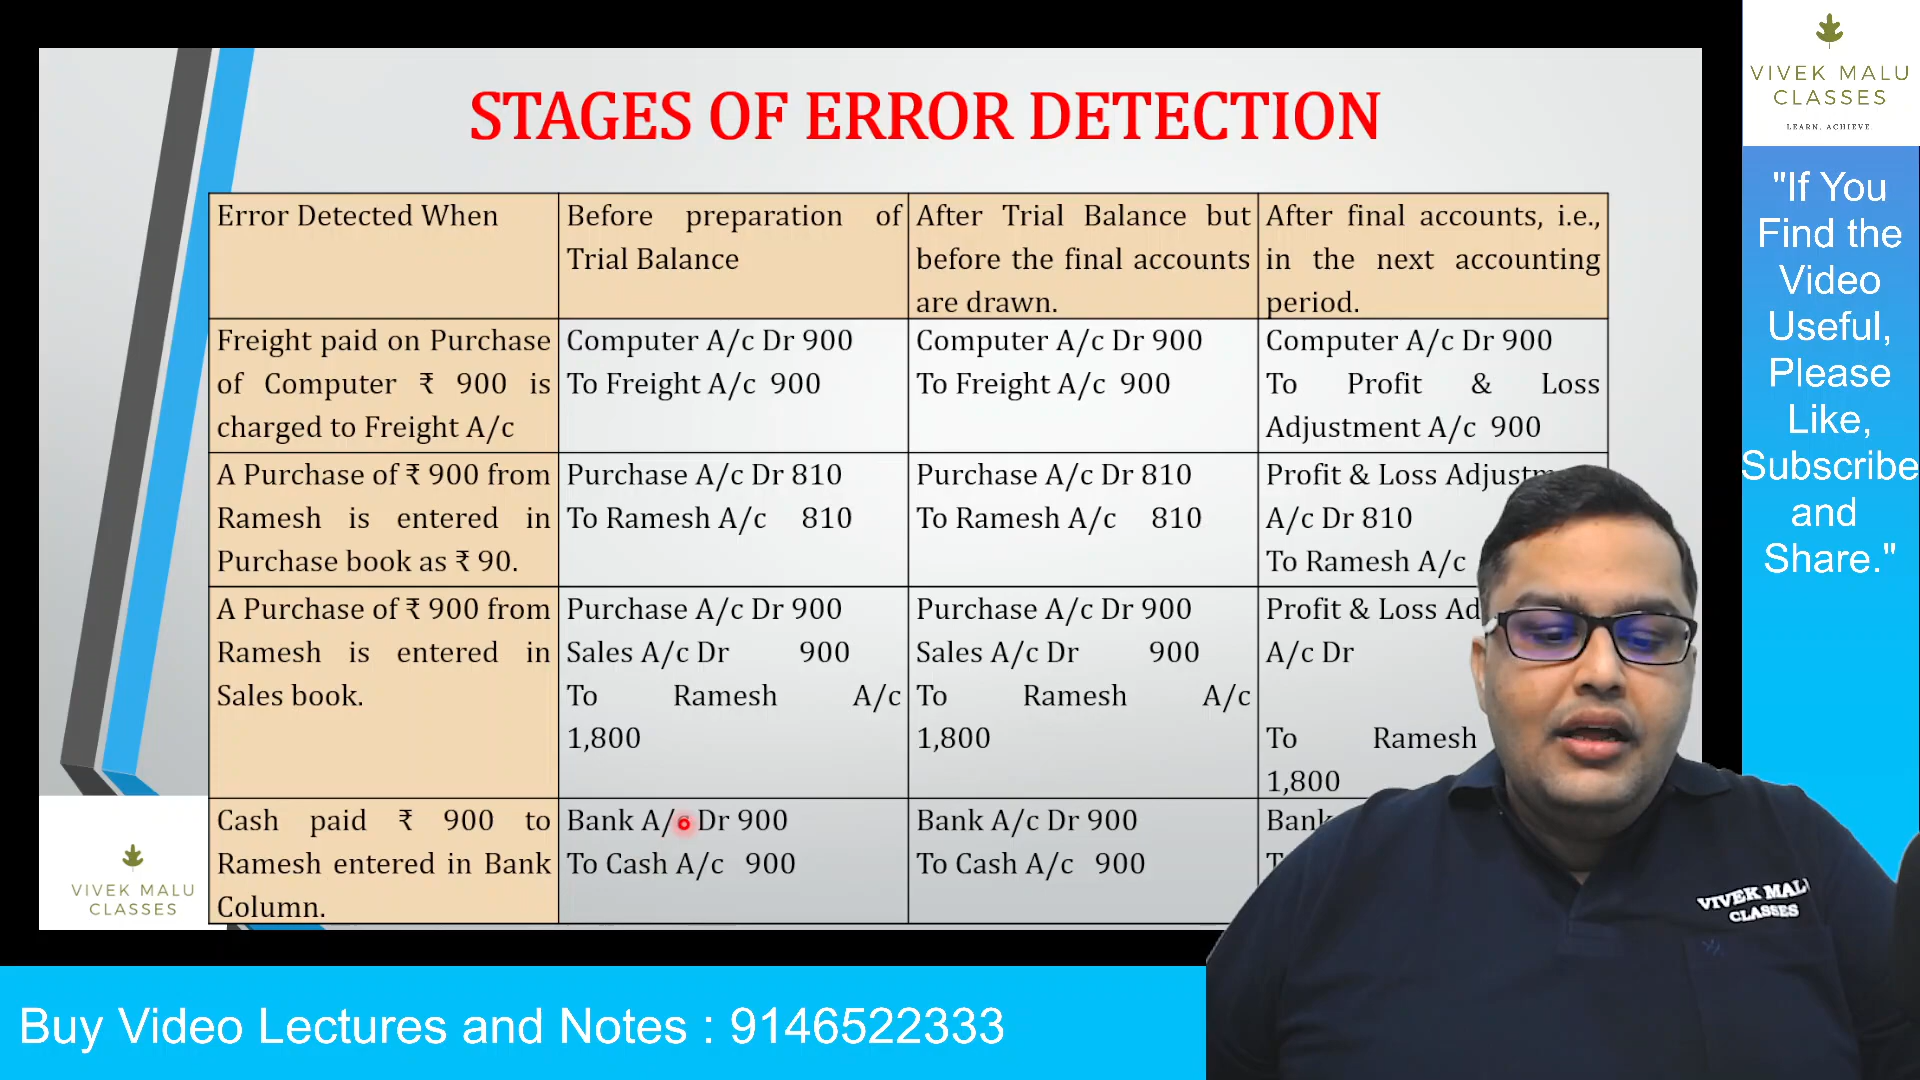 STAGES OF ERROR DETECTION
Error Detected When
Before preparation of
Trial Balance
After Trial Balance but
before the final accounts
are drawn.
After final accounts, i.e.,
in the next accounting
period.
Freight paid on Purchase
of Computer ₹ 900 is
charged to Freight A/c
Computer A/c Dr 900
To Freight A/c 900
Computer A/c Dr 900
To Freight A/c 900
Computer A/c Dr 900
To Profit & Loss
Adjustment A/c 900
A Purchase of ₹ 900 from
Ramesh is entered in
Purchase book as ₹ 90.
Purchase A/c Dr 810
To Ramesh A/c 810
Purchase A/c Dr 810
To Ramesh A/c 810
Profit & Loss
A/c Dr 810
To Ramesh A/c
A Purchase of ₹ 900 from
Ramesh is entered in
Sales book.
Purchase A/c Dr 900
Sales A/c Dr 900
To Ramesh A/c
1,800
Purchase A/c Dr 900
Sales A/c Dr 900
To Ramesh A/c
1,800
Profit & Loss
A/c Dr
To Ramesh
1,800
Cash paid ₹ 900 to
Ramesh entered in Bank
Column.
Bank A/c Dr 900
To Cash A/c 900
Bank A/c Dr 900
To Cash A/c 900
Bank
VIVEK MALU
CLASSES
VIVEK MALU
CLASSES
LEARN. ACHIEVE.
"If You
Find the
Video
Useful,
Please
Like,
Subscribe
and
Share."
VIVEK MALU
CLASSES
Buy Video Lectures and Notes : 9146522333